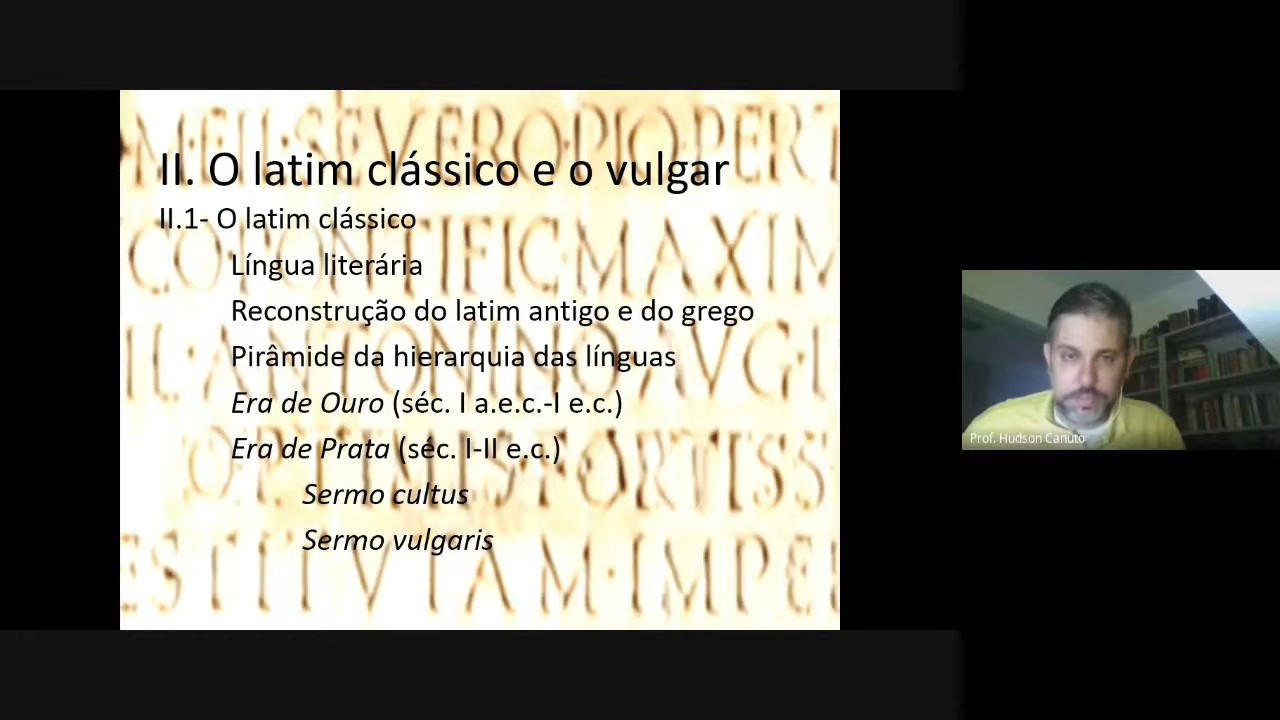 II. O latim clássico e o vulgar
II.1- O latim clássico
Língua literária
Reconstrução do latim antigo e do grego
Pirâmide da hierarquia das línguas
Era de Ouro (séc. I a.e.c.-I e.c.)
Era de Prata (séc. I-II e.c.)
Sermo cultus
Sermo vulgaris
Prof. Hudson Canuto